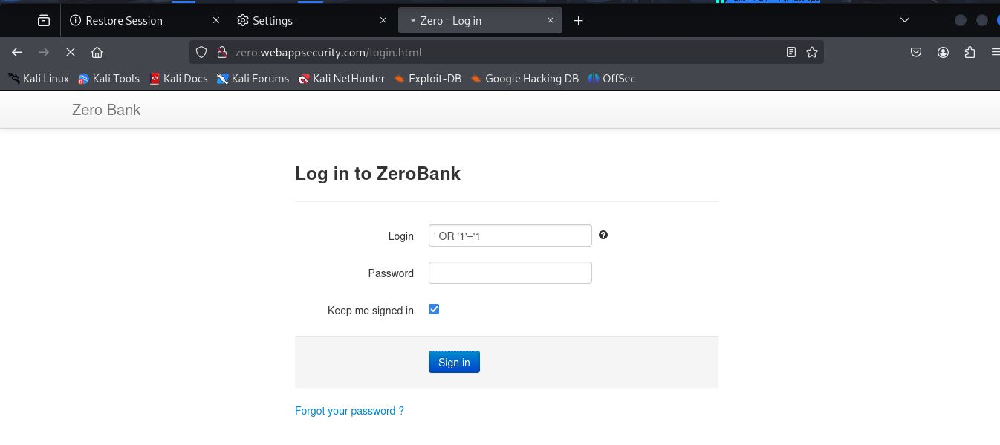 Restore Session Settings Zero - Log in
zero.webappsecurity.com/login.html
Kali Linux Kali Tools Kali Docs Kali Forums Kali NetHunter Exploit-DB Google Hacking DB OffSec
Zero Bank
Log in to ZeroBank
Login ' OR '1'='1
Password
Keep me signed in
Sign in
Forgot your password ?